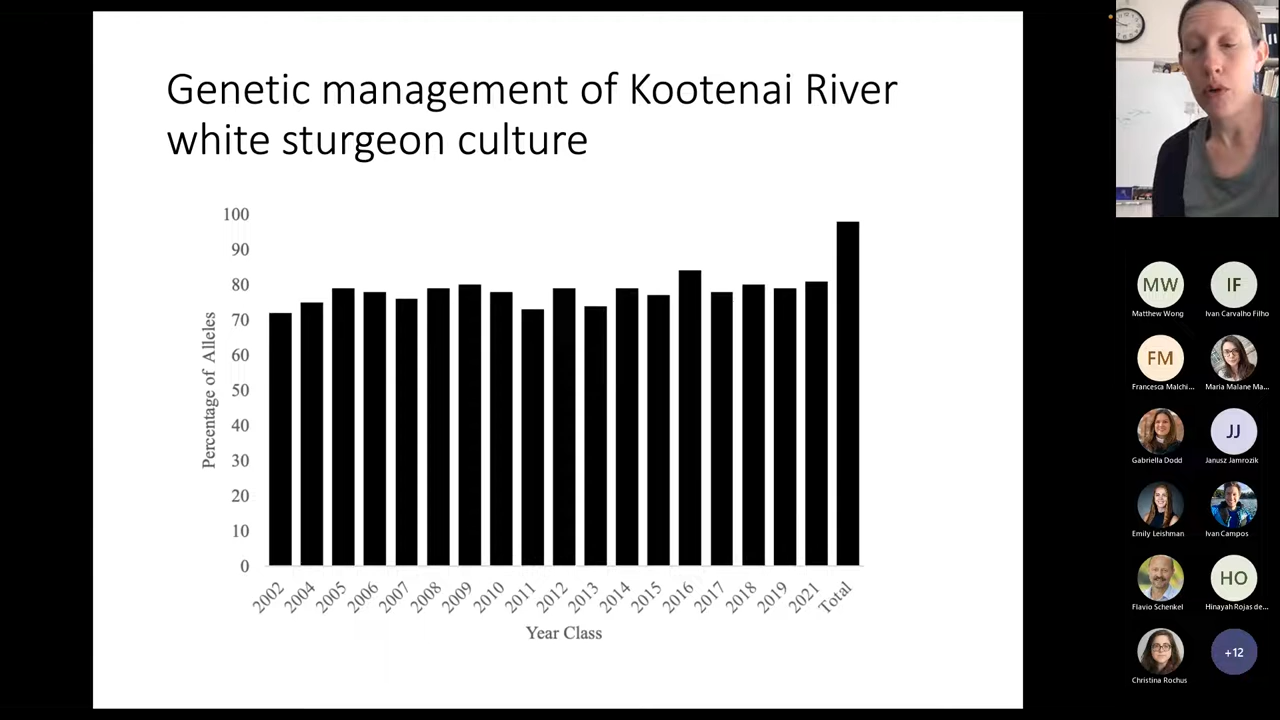 Genetic management of Kootenai River
white sturgeon culture
Percentage of Alleles
100
90
80
70
60
50
40
30
20
10
0
2002
2004
2005
2006
2007
2008
2009
2010
2011
2012
2013
2014
2015
2016
2017
2018
2019
2021
Total
Year Class
MW
IF
Matthew Wong
Ivan Carvalho Filho
FM
Francesca Malchi...
Maria Malane Ma...
JJ
Gabriella Dodd
Janusz Jamrozik
Emily Leishman
Ivan Campos
HO
Flavio Schenkel
Hinayah Rojas de...
+12
Christina Rochus